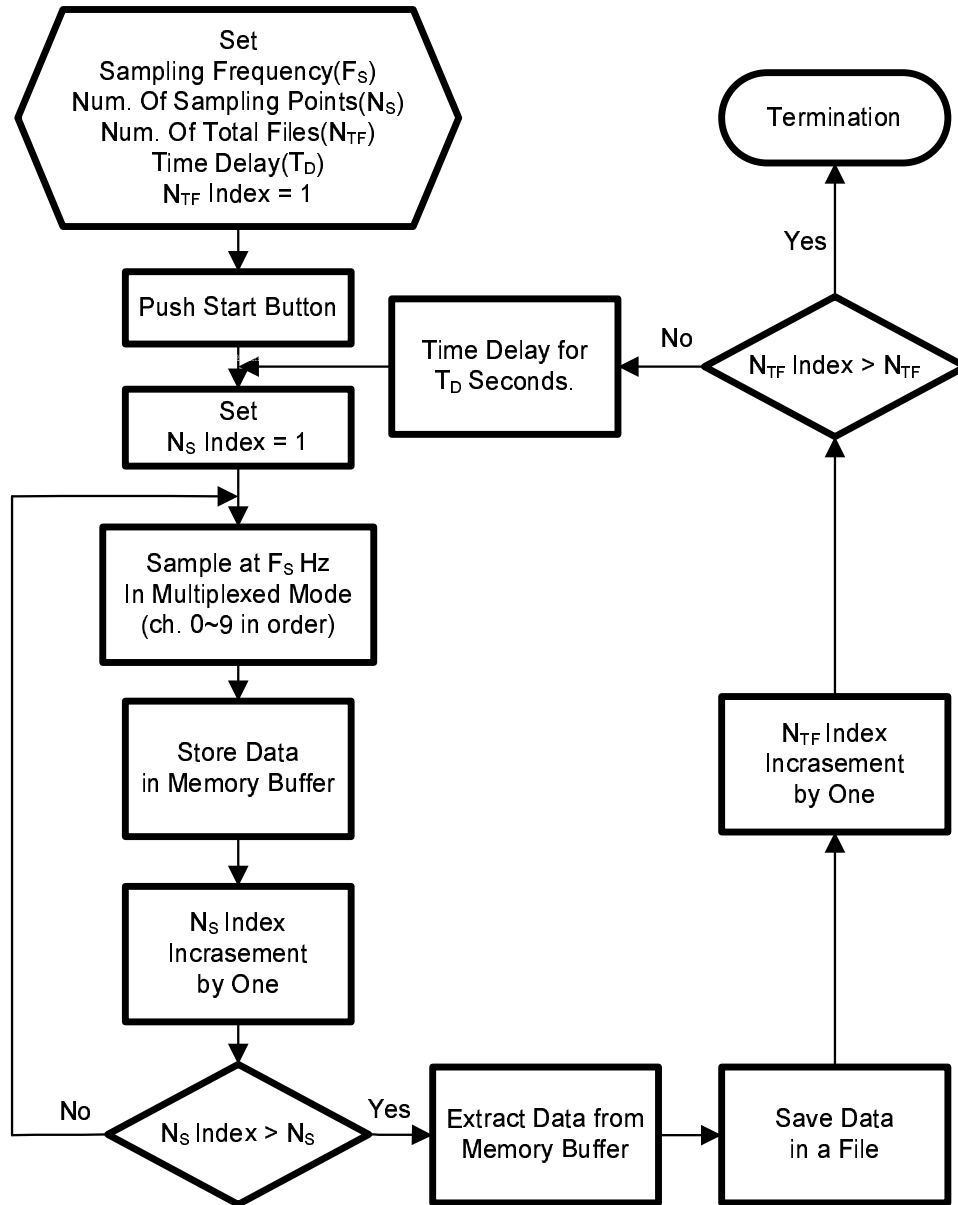 Set
Sampling Frequency(FS)
Num. Of Sampling Points(NS)
Num. Of Total Files(NTF)
Time Delay(TD)
NTF Index = 1
Push Start Button
Set
NS Index = 1
Sample at FS Hz
In Multiplexed Mode
(ch. 0~9 in order)
Store Data
in Memory Buffer
NS Index
Incrasement
by One
NS Index > NS
No
Yes
Extract Data from
Memory Buffer
Save Data
in a File
NTF Index
Incrasement
by One
NTF Index > NTF
No
Time Delay for
TD Seconds.
Yes
Termination